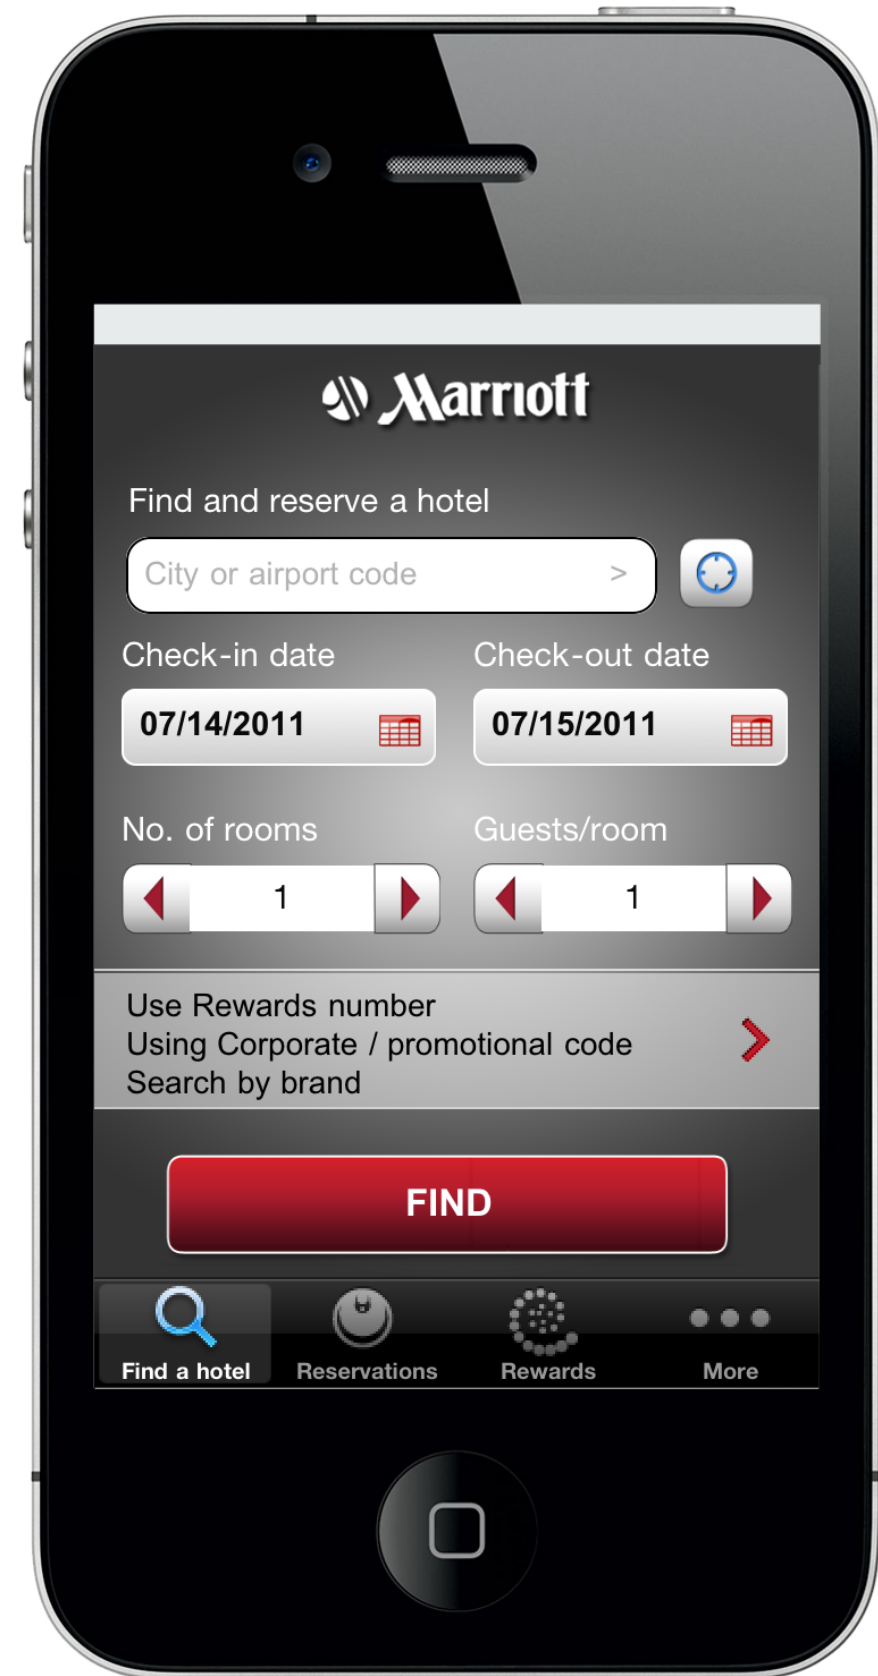 Marriott
Find and reserve a hotel
City or airport code >
Check-in date Check-out date
07/14/2011 07/15/2011
No. of rooms Guests/room
1 1
Use Rewards number
Using Corporate / promotional code
Search by brand
FIND
Find a hotel Reservations Rewards More